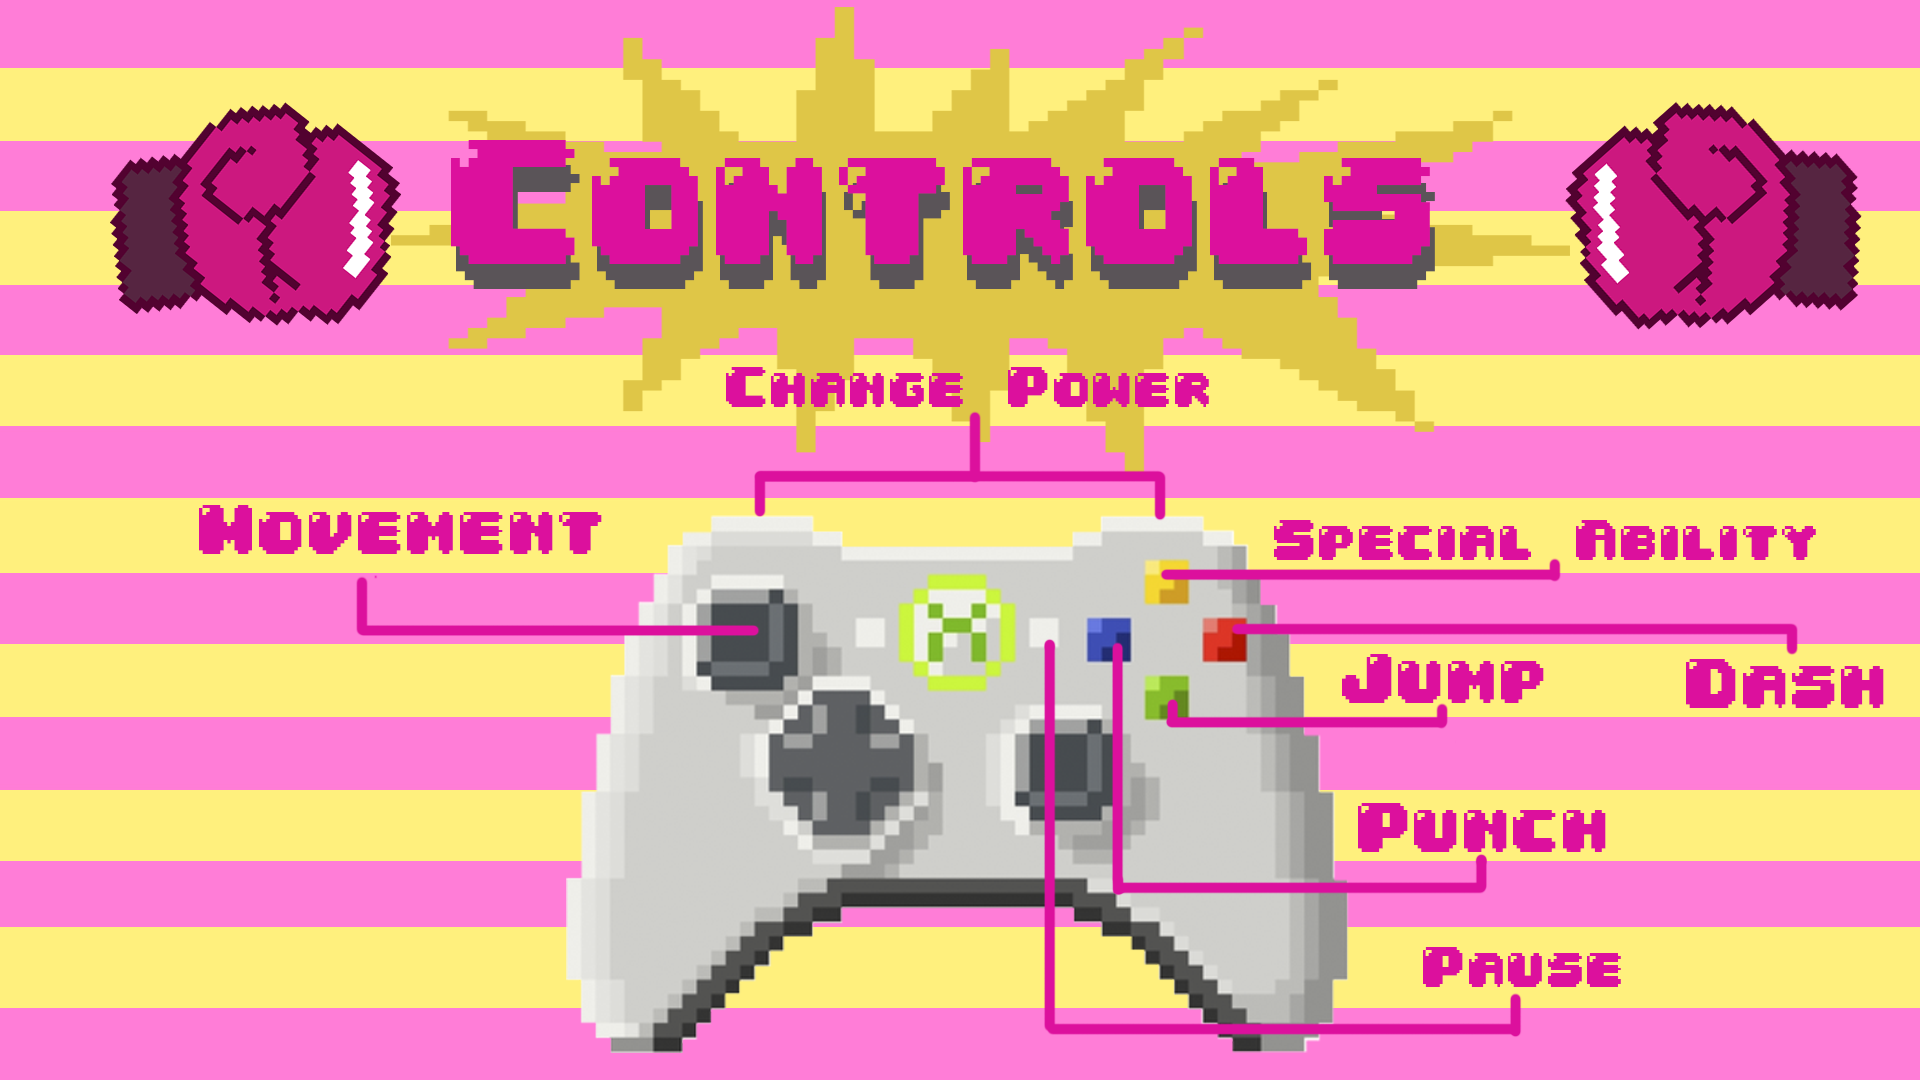 Controls
Change Power
Movement
Special Ability
Jump
Dash
Punch
Pause